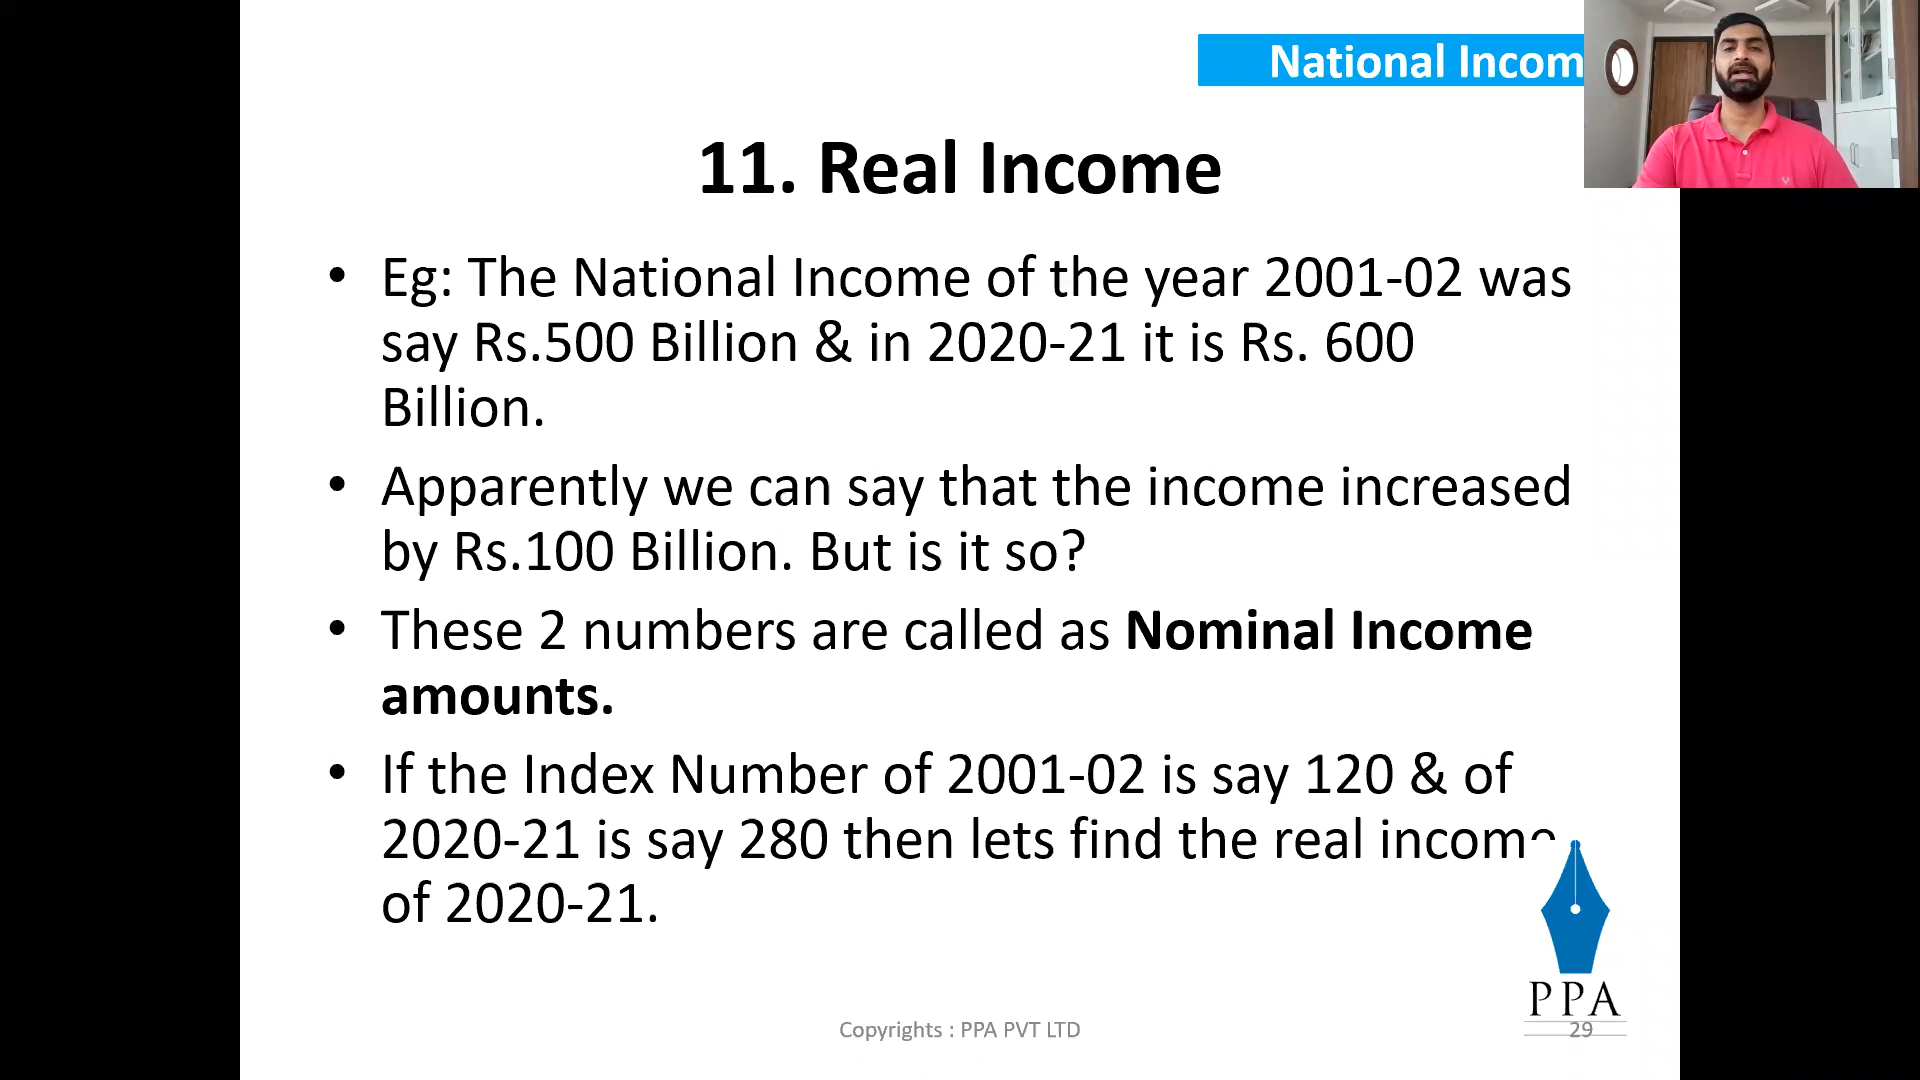 National Incom
11. Real Income
• Eg: The National Income of the year 2001-02 was
say Rs.500 Billion & in 2020-21 it is Rs. 600
Billion.
• Apparently we can say that the income increased
by Rs.100 Billion. But is it so?
• These 2 numbers are called as Nominal Income
amounts.
• If the Index Number of 2001-02 is say 120 & of
2020-21 is say 280 then lets find the real income
of 2020-21.
PPA
Copyrights : PPA PVT LTD
29